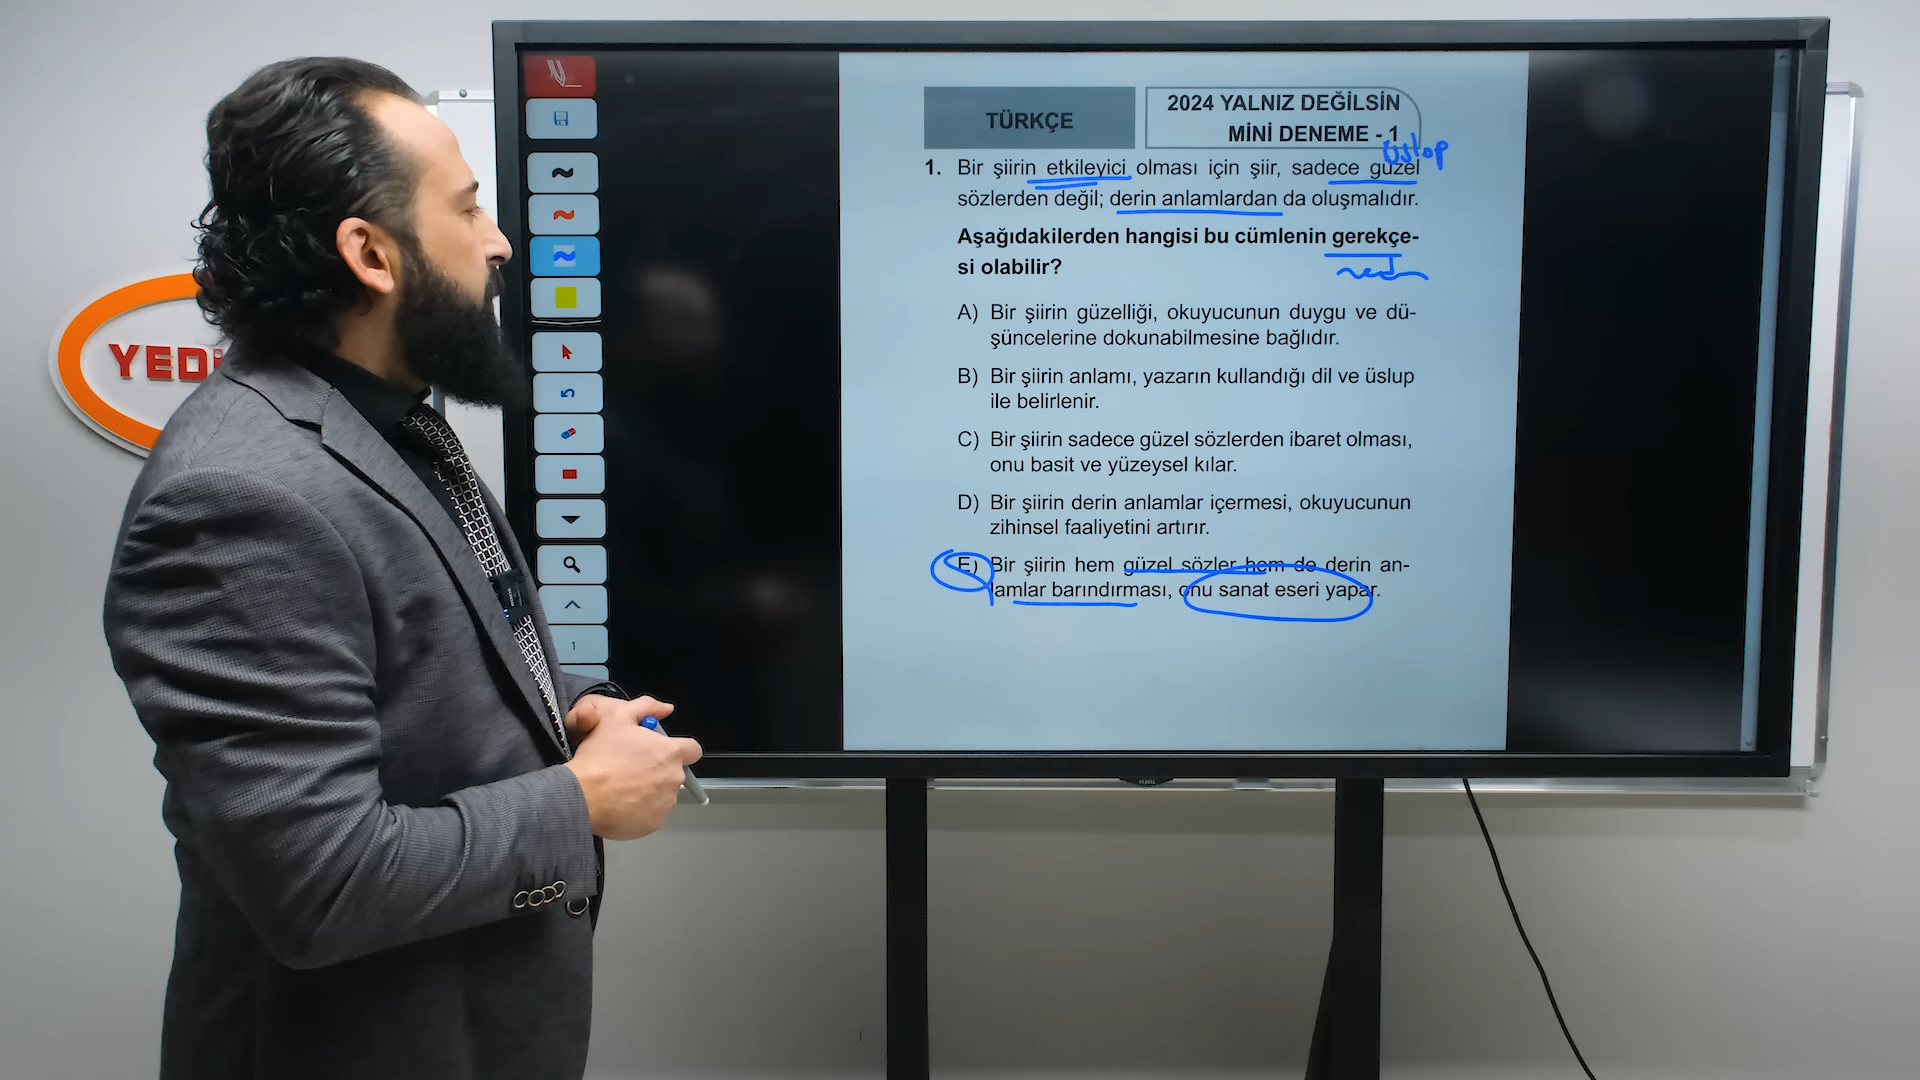 YEDİ
TÜRKÇE
2024 YALNIZ DEĞİLSİN
MİNİ DENEME - 1
üslop
1. Bir şiirin etkileyici olması için şiir, sadece güzel
sözlerden değil; derin anlamlardan da oluşmalıdır.
Aşağıdakilerden hangisi bu cümlenin gerekçe-
si olabilir?
A) Bir şiirin güzelliği, okuyucunun duygu ve dü-
şüncelerine dokunabilmesine bağlıdır.
B) Bir şiirin anlamı, yazarın kullandığı dil ve üslup
ile belirlenir.
C) Bir şiirin sadece güzel sözlerden ibaret olması,
onu basit ve yüzeysel kılar.
D) Bir şiirin derin anlamlar içermesi, okuyucunun
zihinsel faaliyetini artırır.
E) Bir şiirin hem güzel sözler hem de derin an-
lamlar barındırması, onu sanat eseri yapar.
1